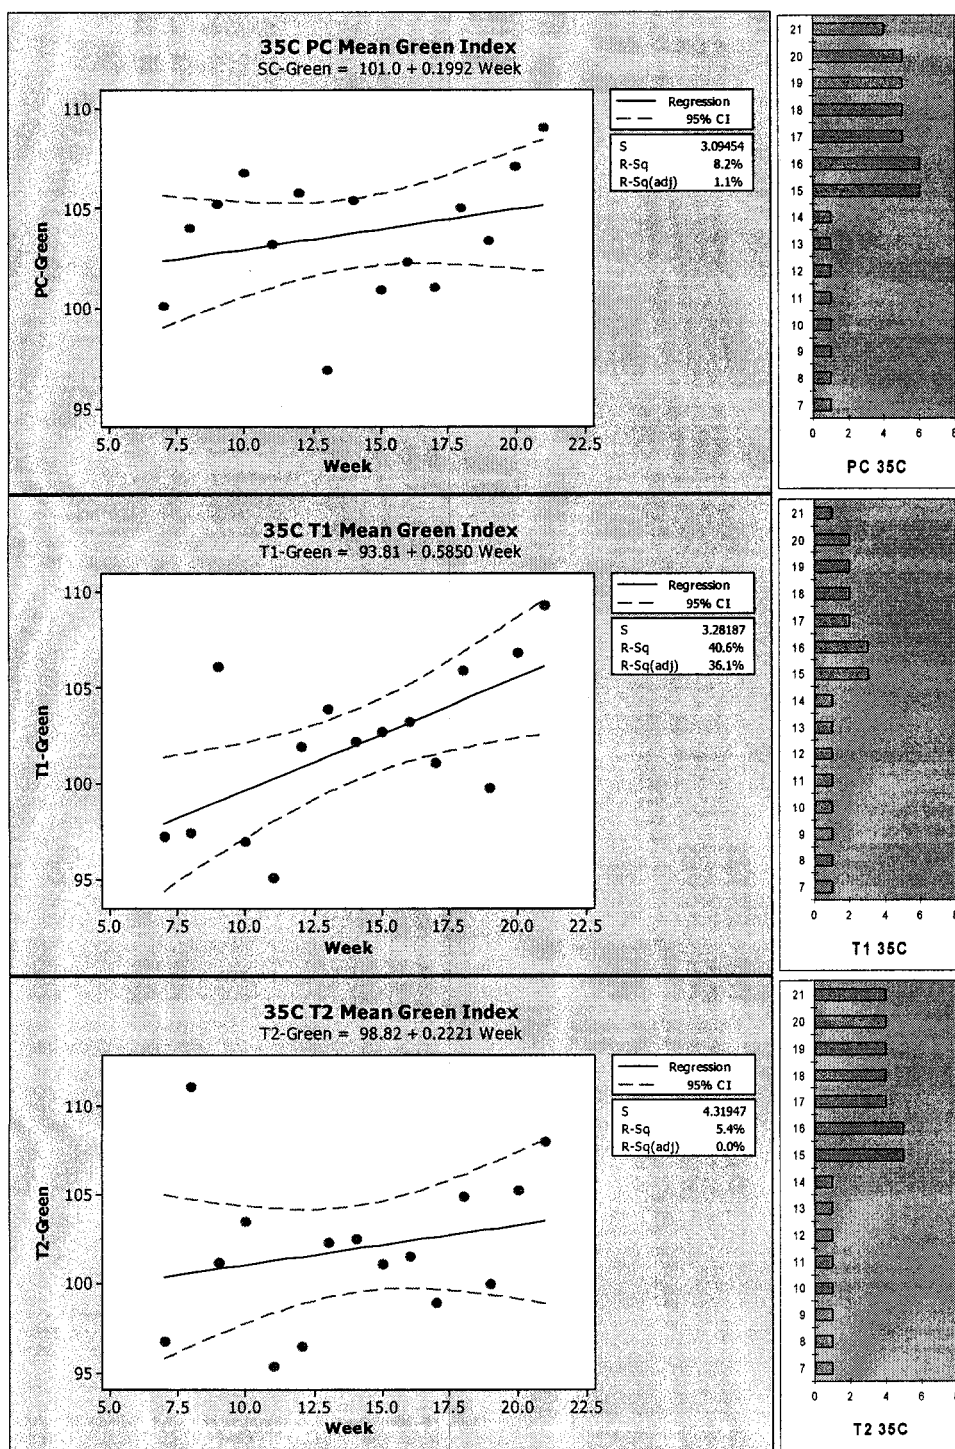 35C PC Mean Green Index
SC-Green = 101.0 + 0.1992 Week
Regression
95% CI
S 3.09454
R-Sq 8.2%
R-Sq(adj) 1.1%
PC-Green
110
105
100
95
5.0 7.5 10.0 12.5 15.0 17.5 20.0 22.5
Week
21
20
19
18
17
16
15
14
13
12
11
10
9
8
7
0 2 4 6 8
PC 35C
35C T1 Mean Green Index
T1-Green = 93.81 + 0.5850 Week
Regression
95% CI
S 3.28187
R-Sq 40.6%
R-Sq(adj) 36.1%
T1-Green
110
105
100
95
5.0 7.5 10.0 12.5 15.0 17.5 20.0 22.5
Week
21
20
19
18
17
16
15
14
13
12
11
10
9
8
7
0 2 4 6 8
T1 35C
35C T2 Mean Green Index
T2-Green = 98.82 + 0.2221 Week
Regression
95% CI
S 4.31947
R-Sq 5.4%
R-Sq(adj) 0.0%
T2-Green
110
105
100
95
5.0 7.5 10.0 12.5 15.0 17.5 20.0 22.5
Week
21
20
19
18
17
16
15
14
13
12
11
10
9
8
7
0 2 4 6 8
T2 35C